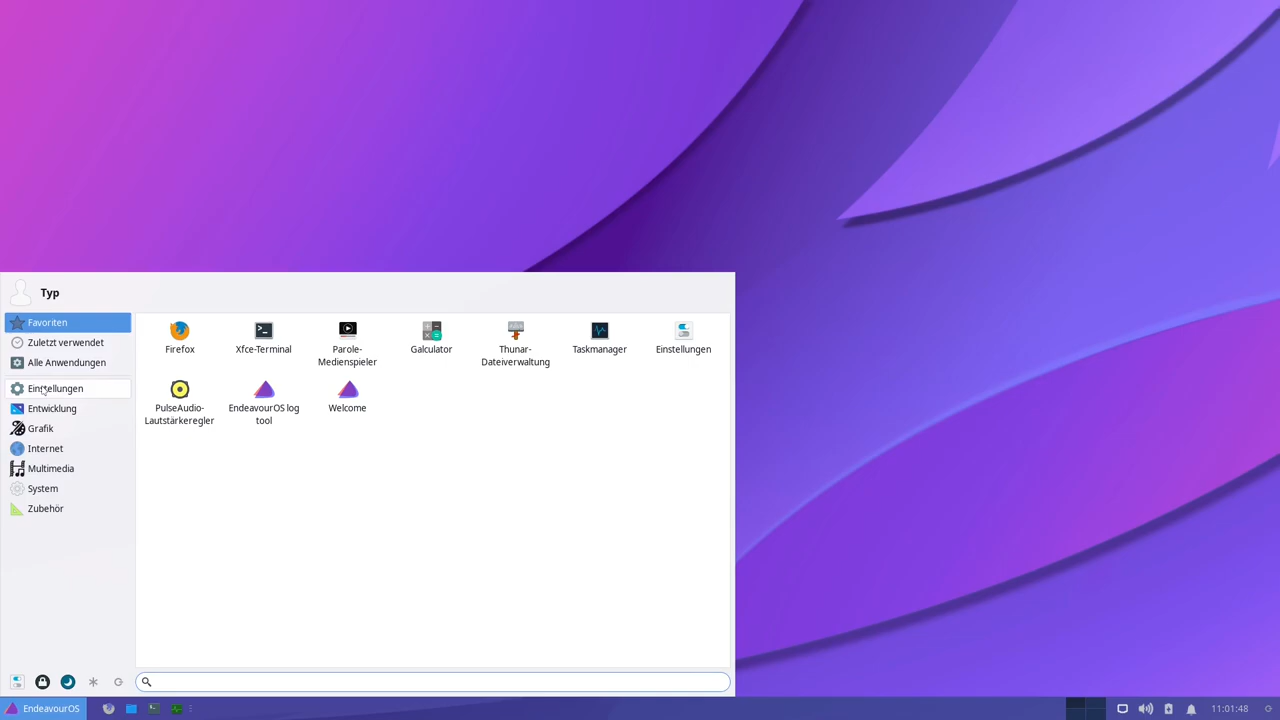 Typ
Favoriten
Zuletzt verwendet
Alle Anwendungen
Einstellungen
Entwicklung
Grafik
Internet
Multimedia
System
Zubehör
Firefox
Xfce-Terminal
Parole-
Medienspieler
Galculator
Thunar-
Dateiverwaltung
Taskmanager
Einstellungen
PulseAudio-
Lautstärkeregler
EndeavourOS log
tool
Welcome
EndeavourOS
11:01:48